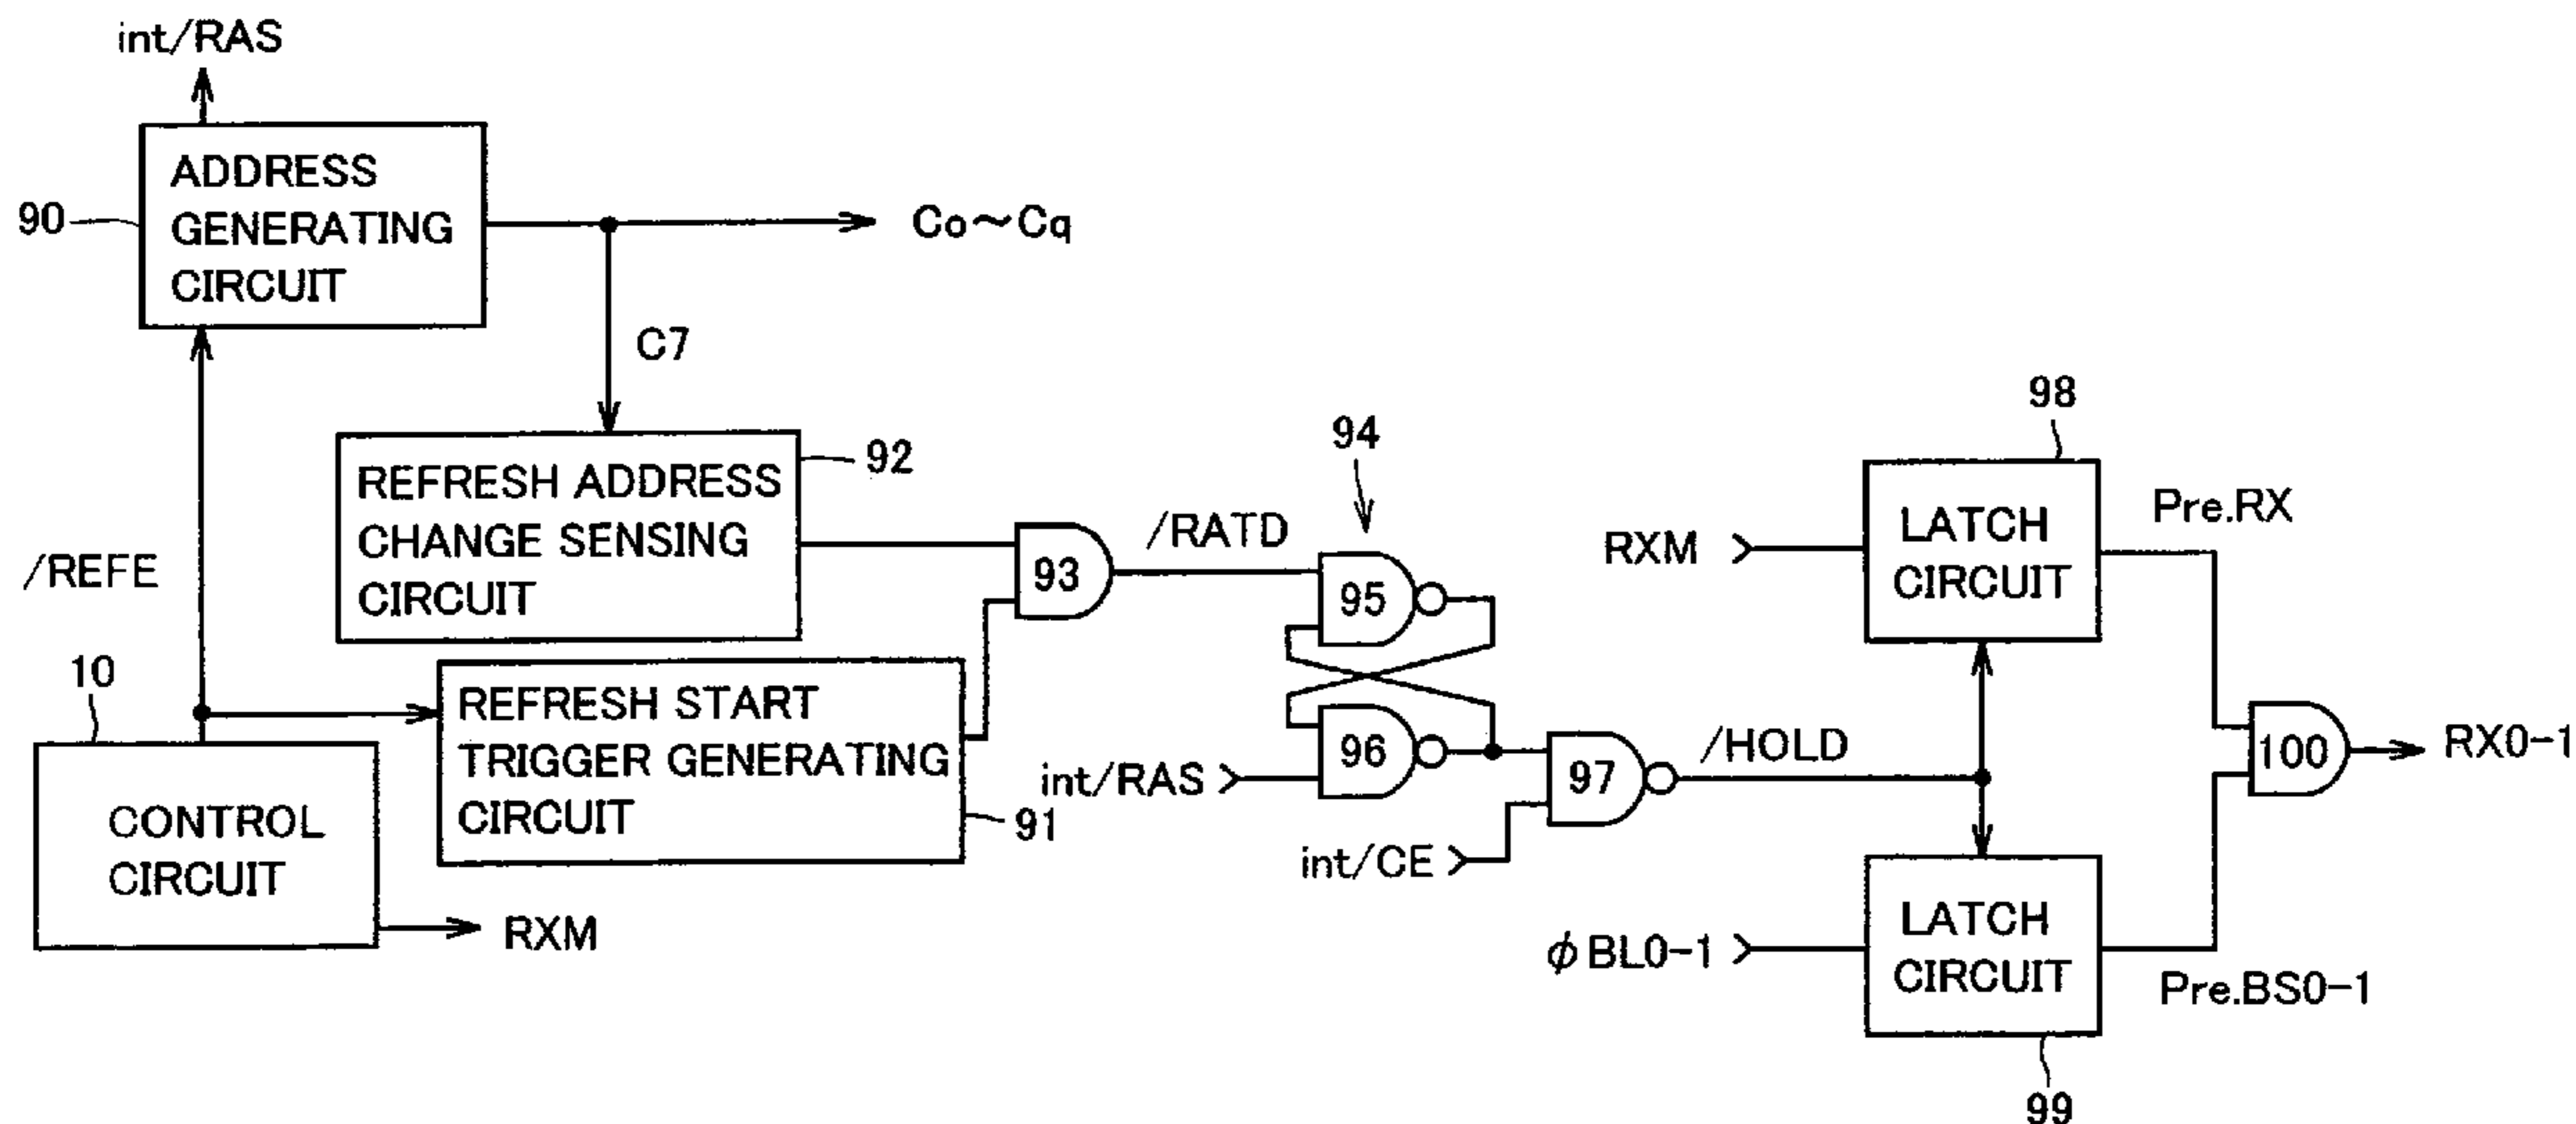 int/RAS
ADDRESS
GENERATING
CIRCUIT
90
Co~Cq
C7
/REFE
REFRESH ADDRESS
CHANGE SENSING
CIRCUIT
92
10
REFRESH START
TRIGGER GENERATING
CIRCUIT
91
CONTROL
CIRCUIT
RXM
93
/RATD
94
95
96
int/RAS
97
int/CE
/HOLD
98
RXM
LATCH
CIRCUIT
Pre.RX
φBL0-1
LATCH
CIRCUIT
Pre.BS0-1
99
100
RX0-1